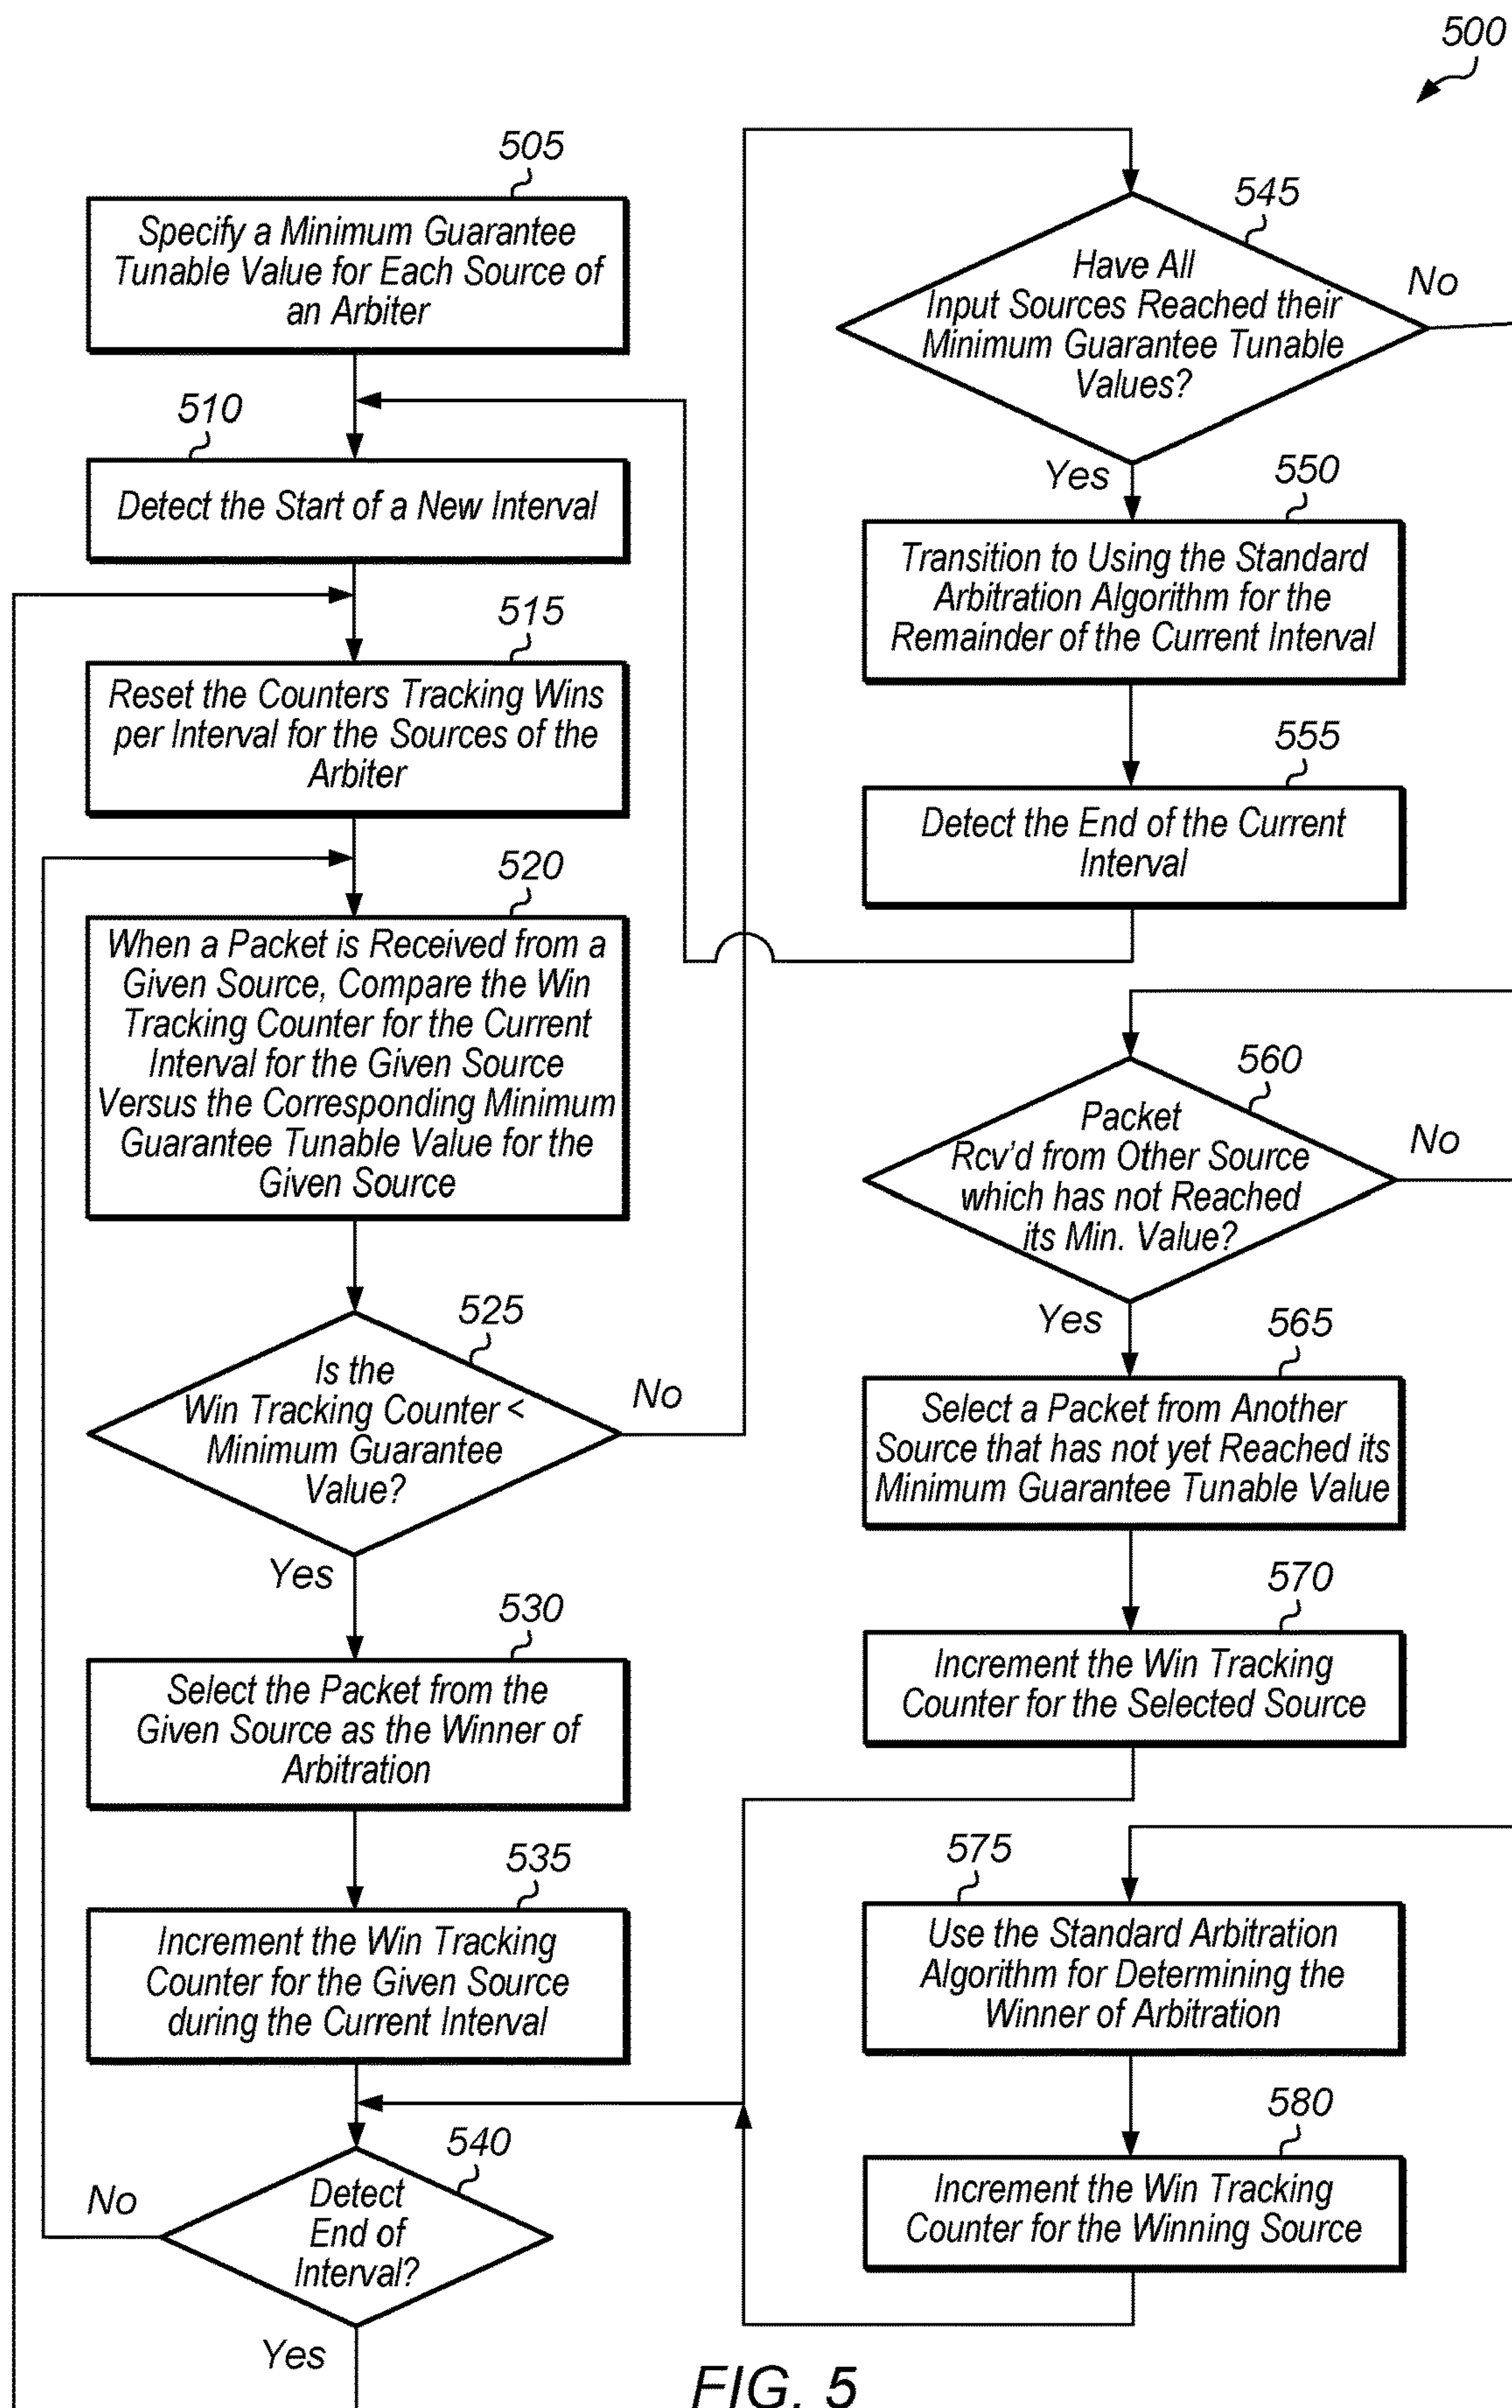 500
505
Specify a Minimum Guarantee
Tunable Value for Each Source of
an Arbiter
510
Detect the Start of a New Interval
515
Reset the Counters Tracking Wins
per Interval for the Sources of the
Arbiter
520
When a Packet is Received from a
Given Source, Compare the Win
Tracking Counter for the Current
Interval for the Given Source
Versus the Corresponding Minimum
Guarantee Tunable Value for the
Given Source
525
Is the
Win Tracking Counter <
Minimum Guarantee
Value?
No
Yes
530
Select the Packet from the
Given Source as the Winner of
Arbitration
535
Increment the Win Tracking
Counter for the Given Source
during the Current Interval
540
Detect
End of
Interval?
No
Yes
545
Have All
Input Sources Reached their
Minimum Guarantee Tunable
Values?
No
Yes
550
Transition to Using the Standard
Arbitration Algorithm for the
Remainder of the Current Interval
555
Detect the End of the Current
Interval
560
Packet
Rcv'd from Other Source
which has not Reached
its Min. Value?
No
Yes
565
Select a Packet from Another
Source that has not yet Reached its
Minimum Guarantee Tunable Value
570
Increment the Win Tracking
Counter for the Selected Source
575
Use the Standard Arbitration
Algorithm for Determining the
Winner of Arbitration
580
Increment the Win Tracking
Counter for the Winning Source
FIG. 5